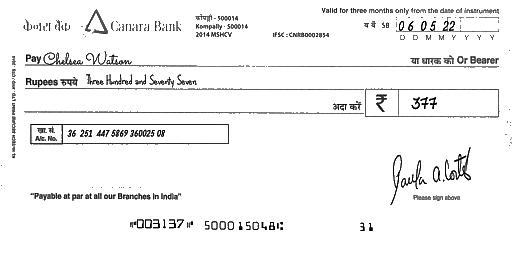 केनरा बैंक Canara Bank
कोंपल्ली - 500014
Kompally - 500014
2014 MSHCV
IFSC : CNRB0002854
Valid for three months only from the date of instrument
SB 06 05 22
D D M M Y Y Y Y
Pay Chelsea Watson या धारक को Or Bearer
Rupees रुपये Three Hundred and Seventy Seven
अदा करें ₹ 377
खा. सं.
A/c. No. 36 251 447 5869 360025 08
Paula A. Cortes
Please sign above
"Payable at par at all our Branches in India"
⑈003137⑈ 500015048⑆ 31